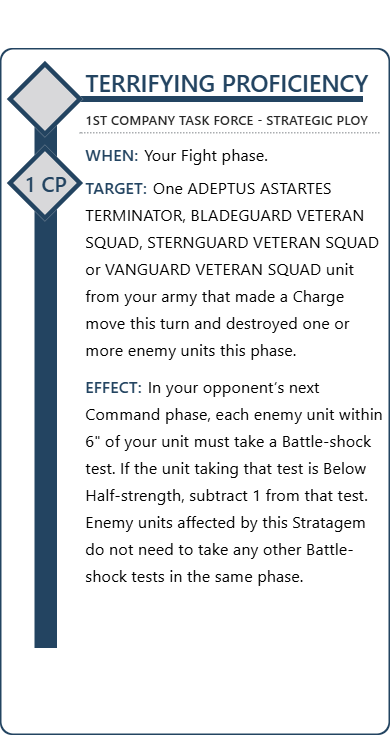 TERRIFYING PROFICIENCY
1ST COMPANY TASK FORCE - STRATEGIC PLOY
WHEN: Your Fight phase.
1 CP
TARGET: One ADEPTUS ASTARTES
TERMINATOR, BLADEGUARD VETERAN
SQUAD, STERNGUARD VETERAN SQUAD
or VANGUARD VETERAN SQUAD unit
from your army that made a Charge
move this turn and destroyed one or
more enemy units this phase.
EFFECT: In your opponent’s next
Command phase, each enemy unit within
6" of your unit must take a Battle-shock
test. If the unit taking that test is Below
Half-strength, subtract 1 from that test.
Enemy units affected by this Stratagem
do not need to take any other Battle-
shock tests in the same phase.